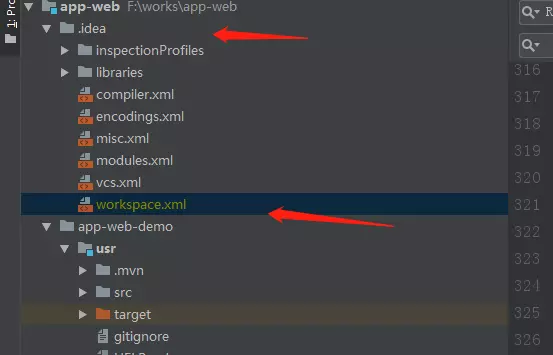 1: Pro
app-web F:\works\app-web
.idea
inspectionProfiles
libraries
compiler.xml
encodings.xml
misc.xml
modules.xml
vcs.xml
workspace.xml
app-web-demo
usr
.mvn
src
target
gitignore
R
316
317
318
319
320
321
322
323
324
325
326